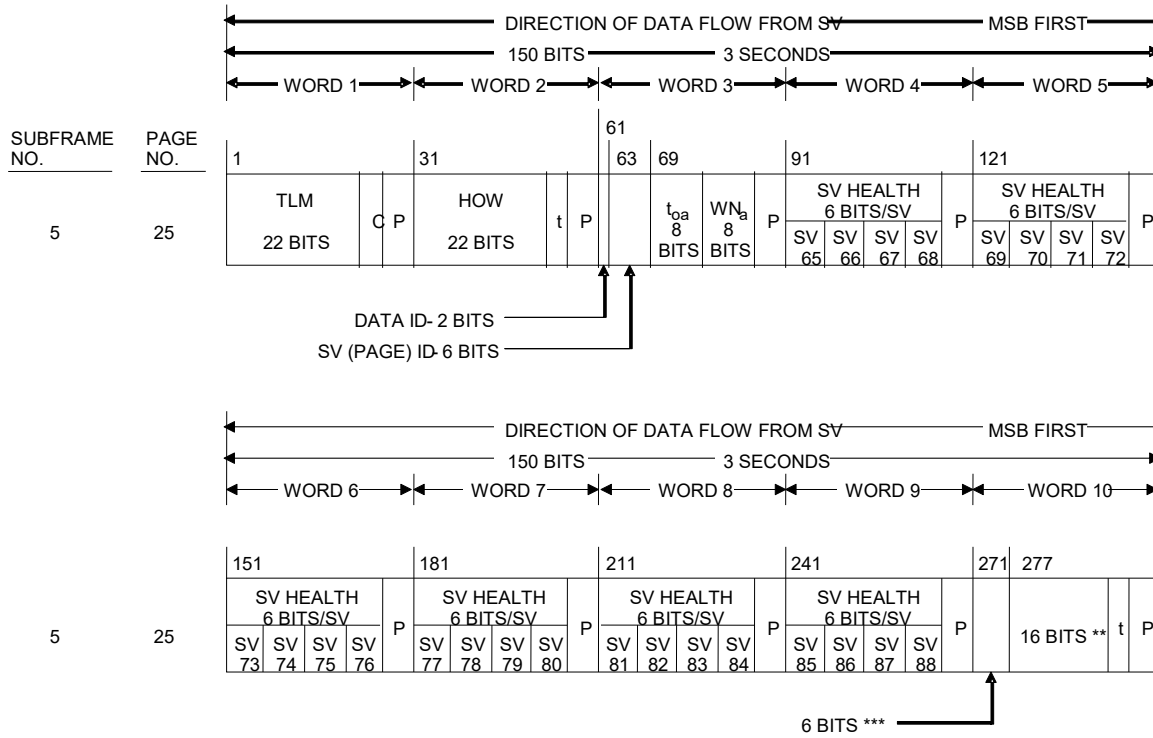 DIRECTION OF DATA FLOW FROM SV MSB FIRST
150 BITS 3 SECONDS
WORD 1 WORD 2 WORD 3 WORD 4 WORD 5
SUBFRAME NO. PAGE NO.
1 31 61 63 69 91 121
5 25
TLM 22 BITS C P
HOW 22 BITS t P
toa 8 BITS WNa 8 BITS P
SV HEALTH 6 BITS/SV P
SV 65 SV 66 SV 67 SV 68
SV HEALTH 6 BITS/SV P
SV 69 SV 70 SV 71 SV 72
DATA ID- 2 BITS
SV (PAGE) ID- 6 BITS
DIRECTION OF DATA FLOW FROM SV MSB FIRST
150 BITS 3 SECONDS
WORD 6 WORD 7 WORD 8 WORD 9 WORD 10
151 181 211 241 271 277
5 25
SV HEALTH 6 BITS/SV P
SV 73 SV 74 SV 75 SV 76
SV HEALTH 6 BITS/SV P
SV 77 SV 78 SV 79 SV 80
SV HEALTH 6 BITS/SV P
SV 81 SV 82 SV 83 SV 84
SV HEALTH 6 BITS/SV P
SV 85 SV 86 SV 87 SV 88
16 BITS ** t P
6 BITS ***